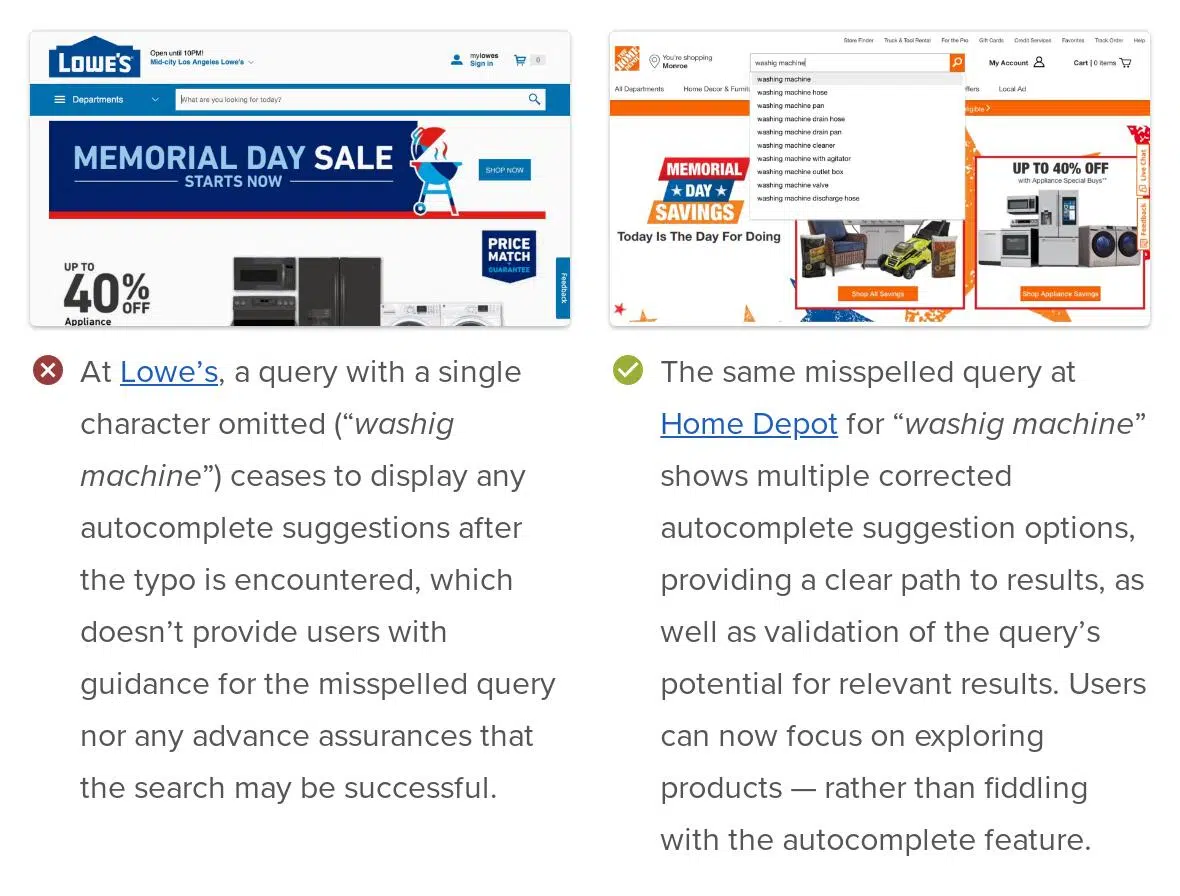 LOWE'S
Open until 10PM!
Mid-city Los Angeles Lowe's
mylowes
Sign in
0
Departments
What are you looking for today?
MEMORIAL DAY SALE
STARTS NOW
SHOP NOW
PRICE
MATCH
GUARANTEE
UP TO
40%
OFF
Appliance
Feedback
Store Finder Truck & Tool Rental For the Pro Gift Cards Credit Services Favorites Track Order Help
THE HOME DEPOT
You're shopping
Monroe
washig machine
My Account
Cart | 0 items
All Departments Home Decor & Furnitu
Local Ad
washing machine
washing machine hose
washing machine pan
washing machine drain hose
washing machine drain pan
washing machine cleaner
washing machine with agitator
washing machine outlet box
washing machine valve
washing machine discharge hose
MEMORIAL
DAY
SAVINGS
Today Is The Day For Doing
Shop All Savings
UP TO 40% OFF
with Appliance Special Buys**
Shop Appliance Savings
Live Chat
Feedback
At Lowe's, a query with a single
character omitted (“washig
machine”) ceases to display any
autocomplete suggestions after
the typo is encountered, which
doesn’t provide users with
guidance for the misspelled query
nor any advance assurances that
the search may be successful.
The same misspelled query at
Home Depot for “washig machine”
shows multiple corrected
autocomplete suggestion options,
providing a clear path to results, as
well as validation of the query’s
potential for relevant results. Users
can now focus on exploring
products — rather than fiddling
with the autocomplete feature.